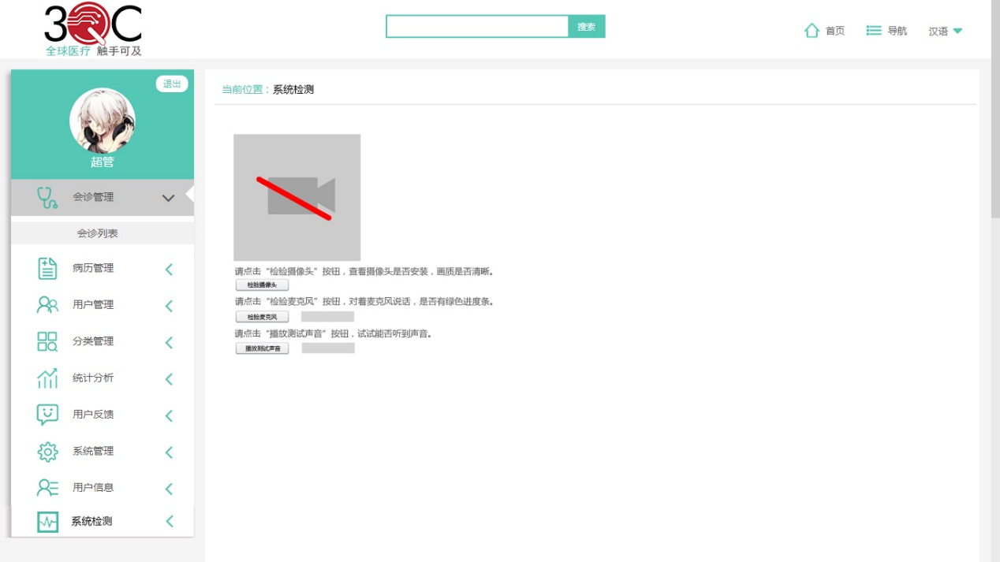 3QC
全球医疗 触手可及
搜索
首页
导航
汉语
退出
超管
会诊管理
会诊列表
病历管理
用户管理
分类管理
统计分析
用户反馈
系统管理
用户信息
系统检测
当前位置：系统检测
请点击“检验摄像头”按钮，查看摄像头是否安装，画质是否清晰。
检验摄像头
请点击“检验麦克风”按钮，对着麦克风说话，是否有绿色进度条。
检验麦克风
请点击“播放测试声音”按钮，试试能否听到声音。
播放测试声音